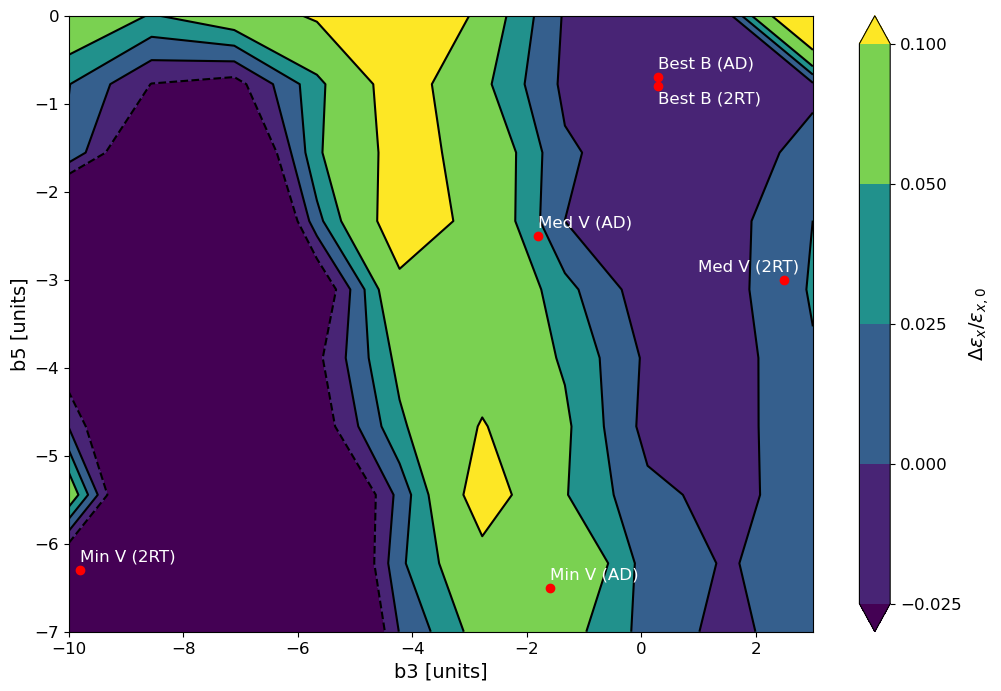 0
−1
−2
−3
−4
−5
−6
−7
b5 [units]
−10
−8
−6
−4
−2
0
2
b3 [units]
Best B (AD)
Best B (2RT)
Med V (AD)
Med V (2RT)
Min V (2RT)
Min V (AD)
0.100
0.050
0.025
0.000
−0.025
Δεx/εx, 0